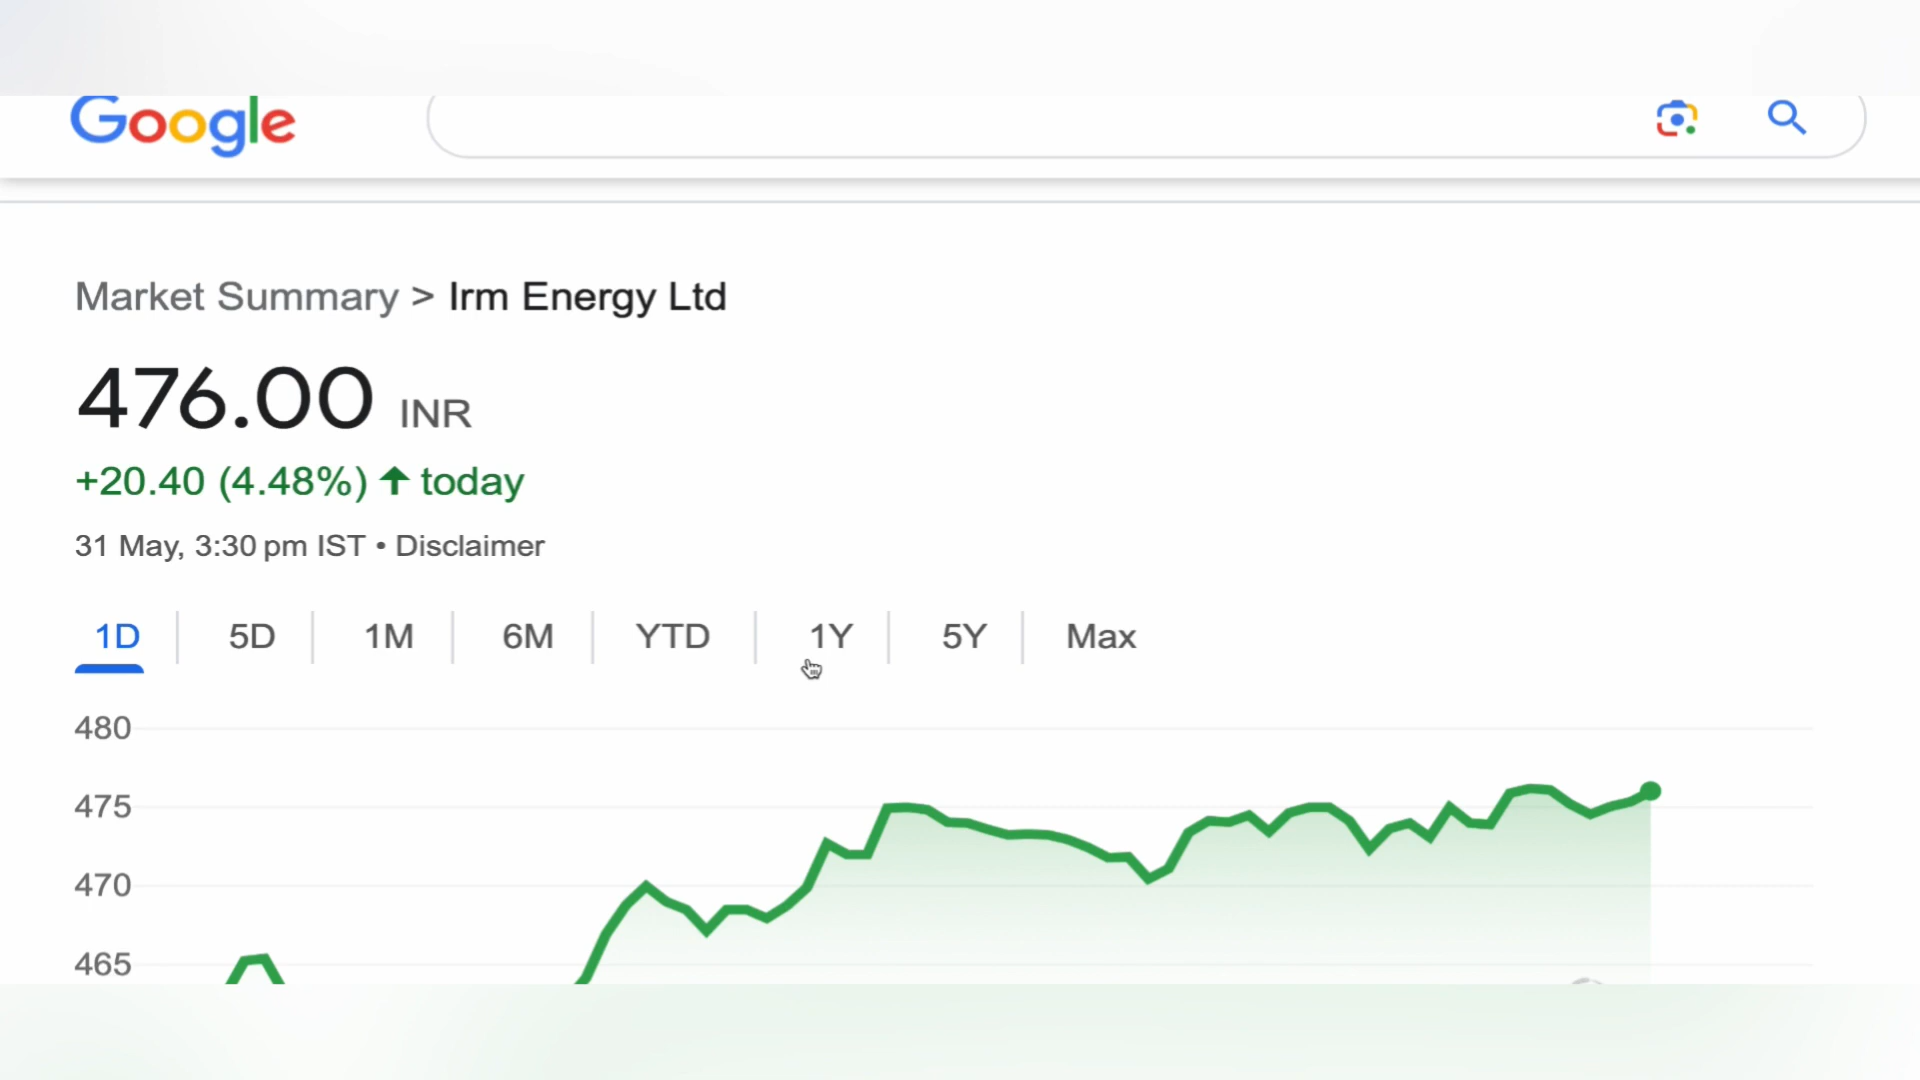 Google
Market Summary > Irm Energy Ltd
476.00 INR
+20.40 (4.48%) ↑ today
31 May, 3:30 pm IST • Disclaimer
1D 5D 1M 6M YTD 1Y 5Y Max
480
475
470
465